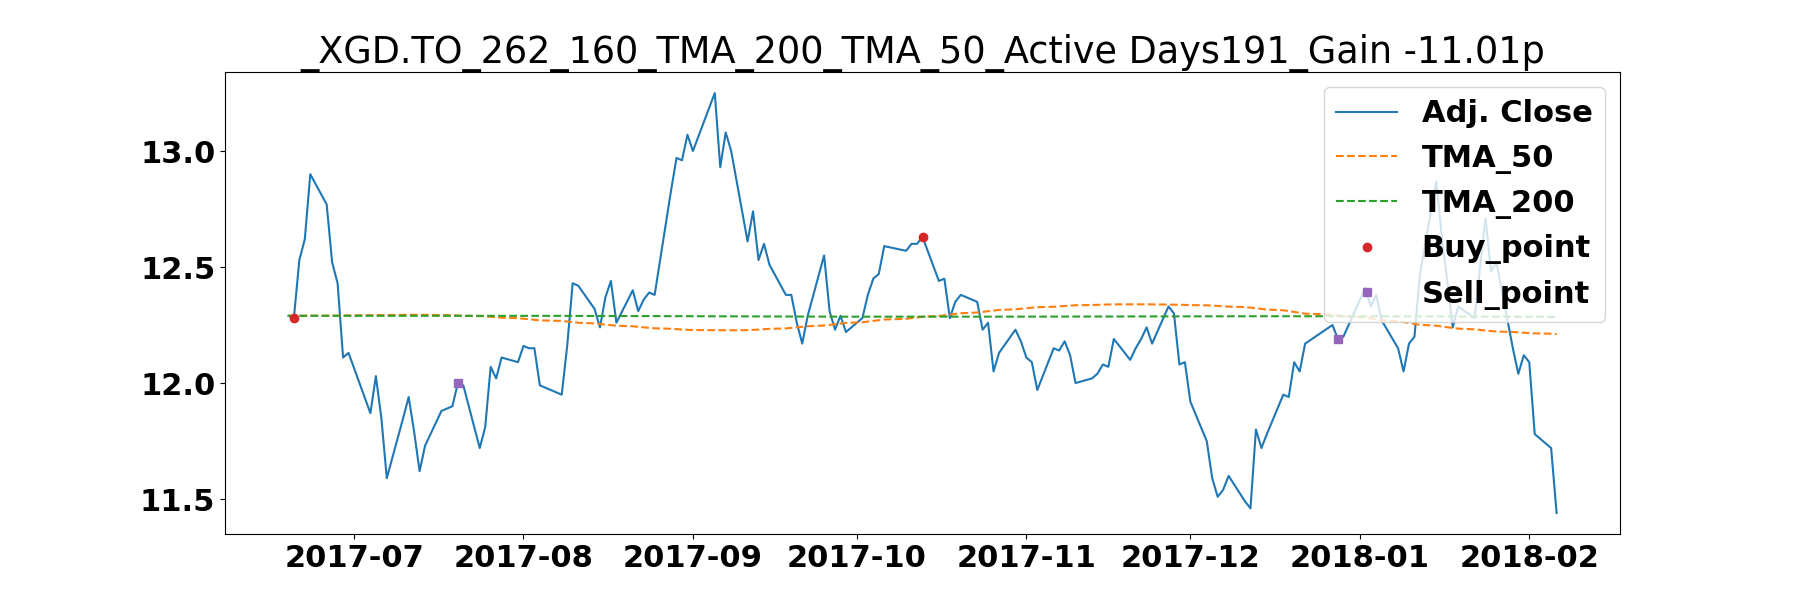 _XGD.TO_262_160_TMA_200_TMA_50_Active Days191_Gain -11.01p
13.0
12.5
12.0
11.5
Adj. Close
TMA_50
TMA_200
Buy_point
Sell_point
2017-07 2017-08 2017-09 2017-10 2017-11 2017-12 2018-01 2018-02